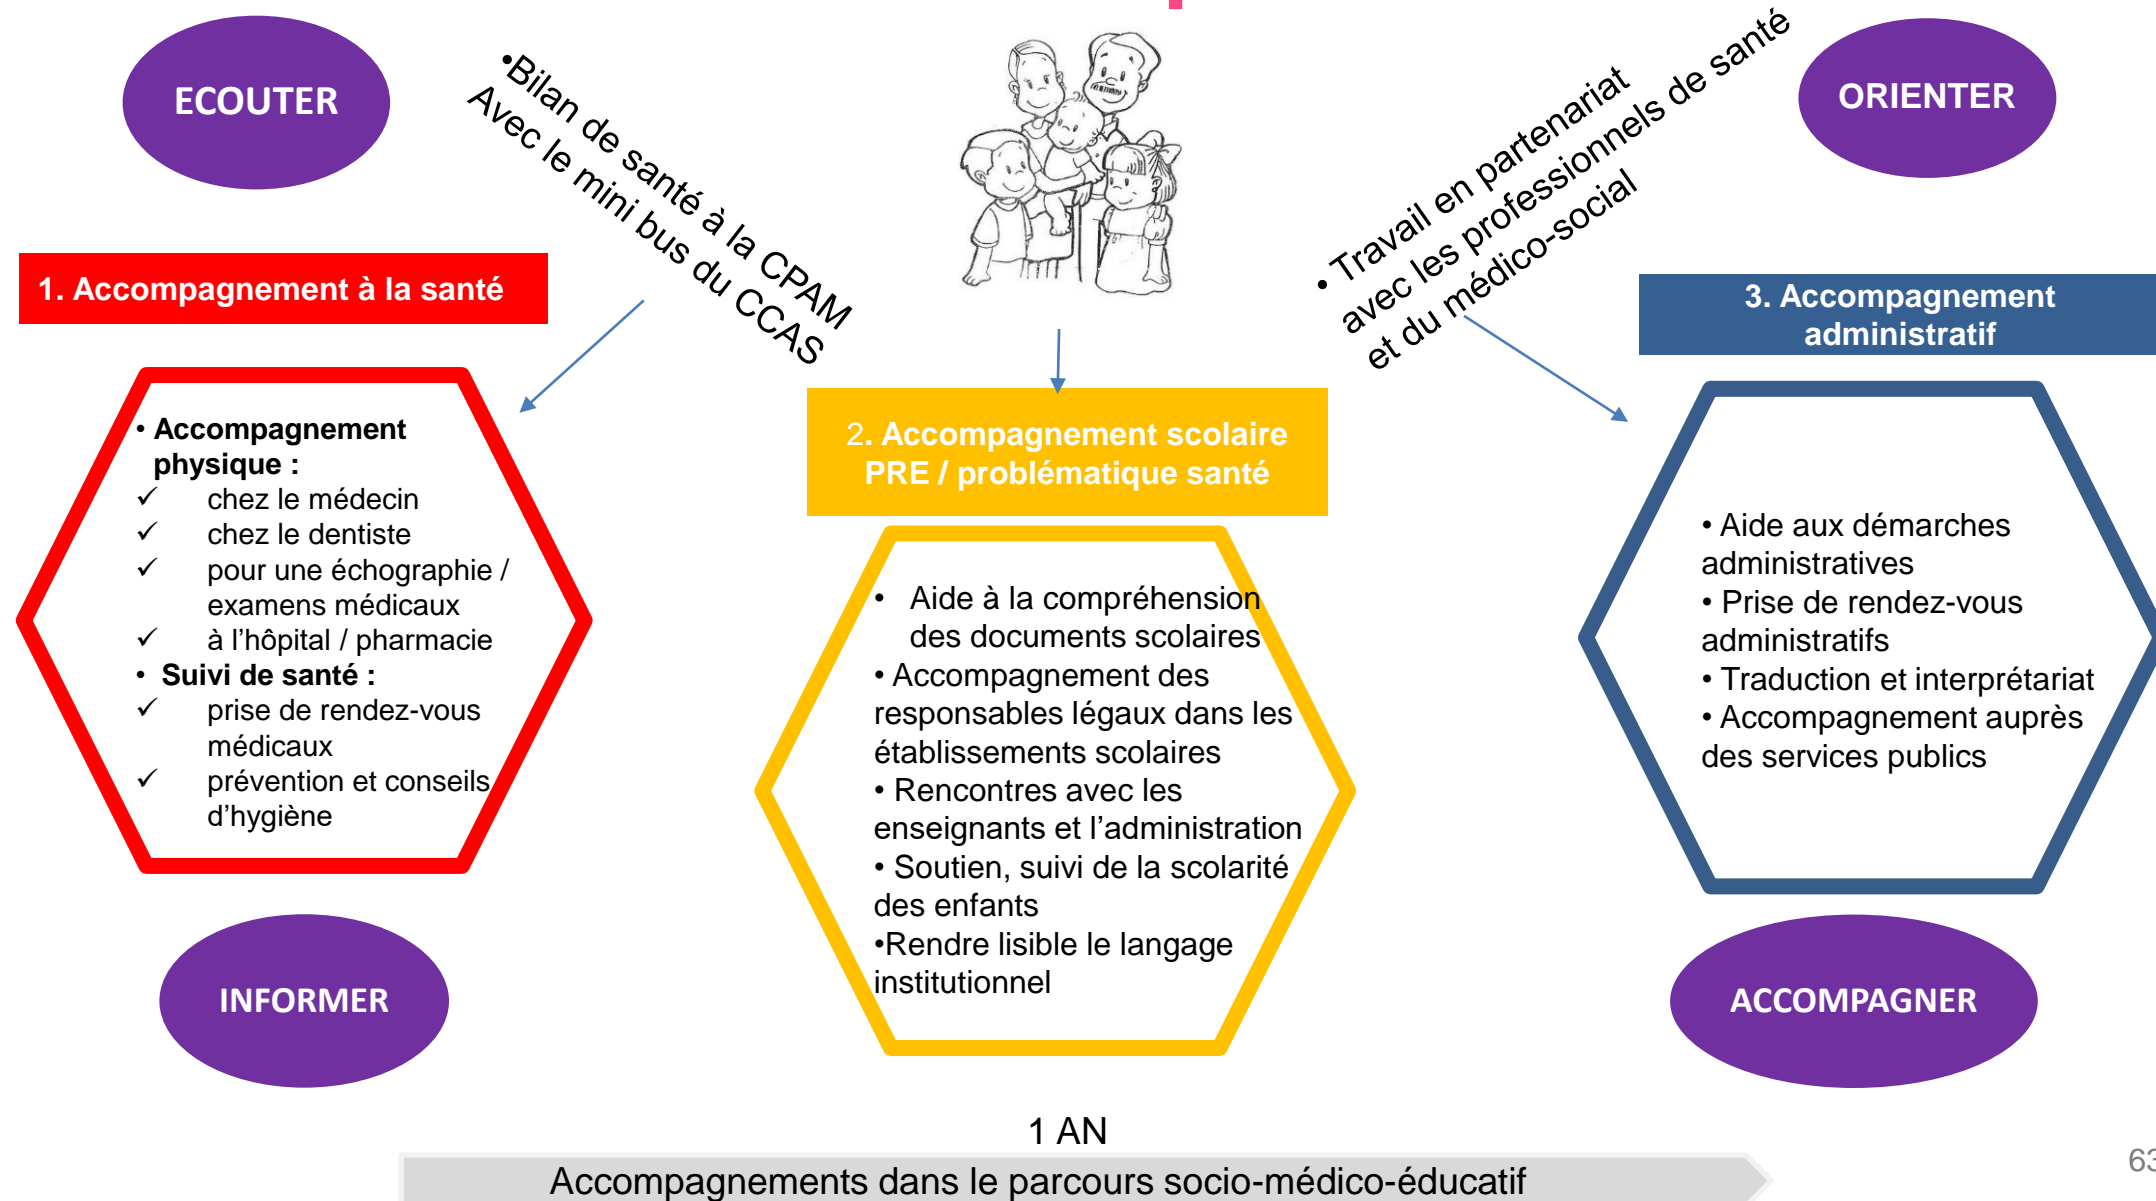 ECOUTER
•Bilan de santé à la CPAM
Avec le mini bus du CCAS
• Travail en partenariat
avec les professionnels de santé
et du médico-social
ORIENTER
1. Accompagnement à la santé
• Accompagnement
physique :
✓ chez le médecin
✓ chez le dentiste
✓ pour une échographie /
examens médicaux
✓ à l’hôpital / pharmacie
• Suivi de santé :
✓ prise de rendez-vous
médicaux
✓ prévention et conseils
d’hygiène
2. Accompagnement scolaire
PRE / problématique santé
• Aide à la compréhension
des documents scolaires
• Accompagnement des
responsables légaux dans les
établissements scolaires
• Rencontres avec les
enseignants et l’administration
• Soutien, suivi de la scolarité
des enfants
•Rendre lisible le langage
institutionnel
3. Accompagnement
administratif
• Aide aux démarches
administratives
• Prise de rendez-vous
administratifs
• Traduction et interprétariat
• Accompagnement auprès
des services publics
INFORMER
ACCOMPAGNER
1 AN
Accompagnements dans le parcours socio-médico-éducatif
63